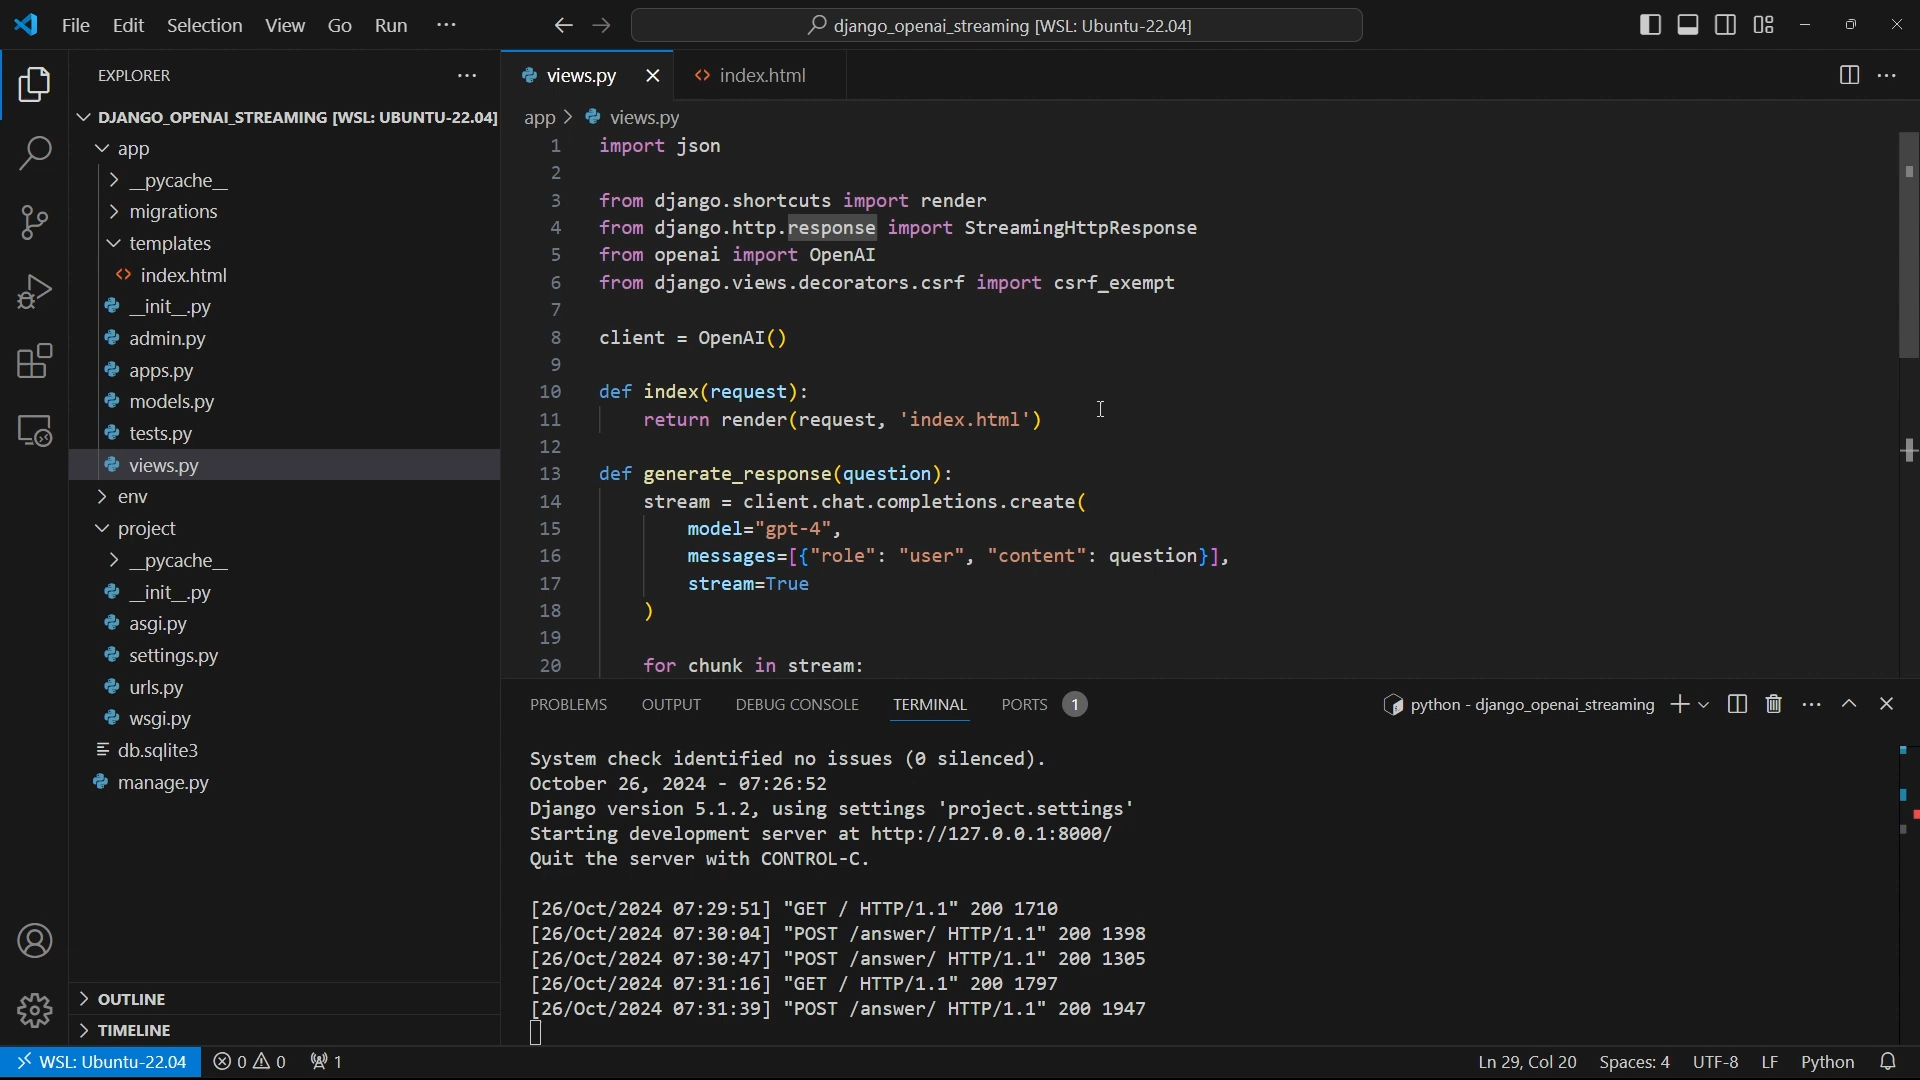 File Edit Selection View Go Run ···
django_openai_streaming [WSL: Ubuntu-22.04]
EXPLORER
DJANGO_OPENAI_STREAMING [WSL: UBUNTU-22.04]
app
__pycache__
migrations
templates
index.html
__init__.py
admin.py
apps.py
models.py
tests.py
views.py
env
project
__pycache__
__init__.py
asgi.py
settings.py
urls.py
wsgi.py
db.sqlite3
manage.py
OUTLINE
TIMELINE
views.py index.html
app > views.py
1 import json
2
3 from django.shortcuts import render
4 from django.http.response import StreamingHttpResponse
5 from openai import OpenAI
6 from django.views.decorators.csrf import csrf_exempt
7
8 client = OpenAI()
9
10 def index(request):
11 return render(request, 'index.html')
12
13 def generate_response(question):
14 stream = client.chat.completions.create(
15 model="gpt-4",
16 messages=[{"role": "user", "content": question}],
17 stream=True
18 )
19
20 for chunk in stream:
PROBLEMS OUTPUT DEBUG CONSOLE TERMINAL PORTS 1
python - django_openai_streaming
System check identified no issues (0 silenced).
October 26, 2024 - 07:26:52
Django version 5.1.2, using settings 'project.settings'
Starting development server at http://127.0.0.1:8000/
Quit the server with CONTROL-C.
[26/Oct/2024 07:29:51] "GET / HTTP/1.1" 200 1710
[26/Oct/2024 07:30:04] "POST /answer/ HTTP/1.1" 200 1398
[26/Oct/2024 07:30:47] "POST /answer/ HTTP/1.1" 200 1305
[26/Oct/2024 07:31:16] "GET / HTTP/1.1" 200 1797
[26/Oct/2024 07:31:39] "POST /answer/ HTTP/1.1" 200 1947
WSL: Ubuntu-22.04 0 0 1
Ln 29, Col 20 Spaces: 4 UTF-8 LF Python